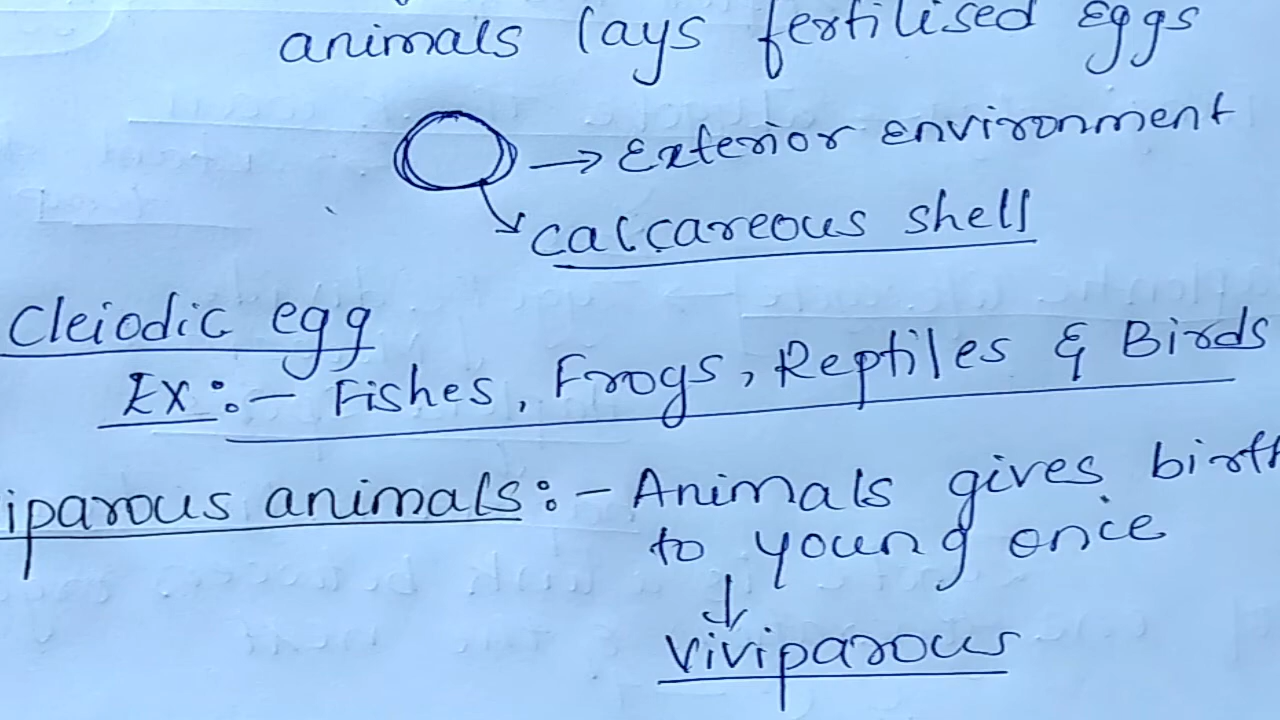 animals lays fertilised eggs
→ Exterior environment
calcareous shell
Cleiodic egg
Ex:- Fishes, Frogs, Reptiles & Birds
iparous animals:- Animals gives birth
to young once
↓
viviparous